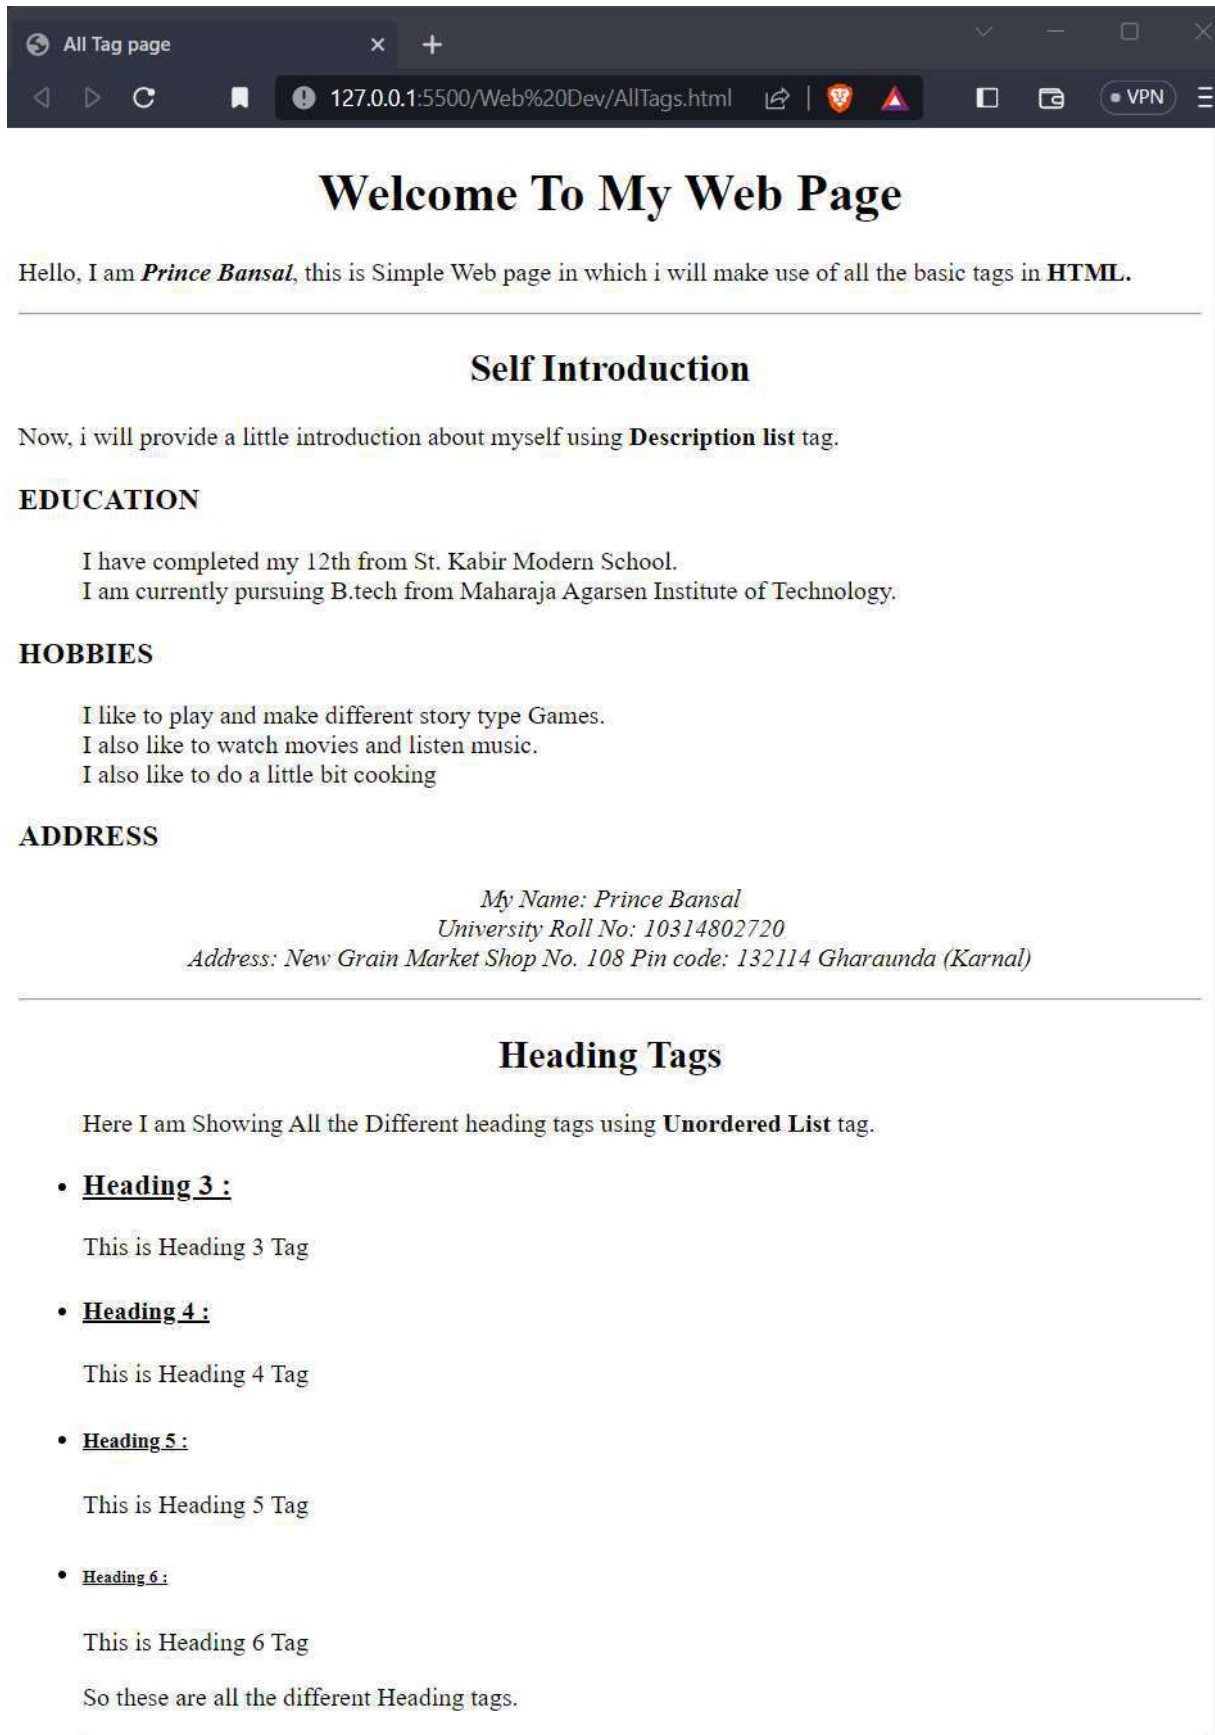 All Tag page
127.0.0.1:5500/Web%20Dev/AllTags.html
VPN
Welcome To My Web Page
Hello, I am Prince Bansal, this is Simple Web page in which i will make use of all the basic tags in HTML.
Self Introduction
Now, i will provide a little introduction about myself using Description list tag.
EDUCATION
I have completed my 12th from St. Kabir Modern School.
I am currently pursuing B.tech from Maharaja Agarsen Institute of Technology.
HOBBIES
I like to play and make different story type Games.
I also like to watch movies and listen music.
I also like to do a little bit cooking
ADDRESS
My Name: Prince Bansal
University Roll No: 10314802720
Address: New Grain Market Shop No. 108 Pin code: 132114 Gharaunda (Karnal)
Heading Tags
Here I am Showing All the Different heading tags using Unordered List tag.
• Heading 3 :
This is Heading 3 Tag
• Heading 4 :
This is Heading 4 Tag
• Heading 5 :
This is Heading 5 Tag
• Heading 6 :
This is Heading 6 Tag
So these are all the different Heading tags.